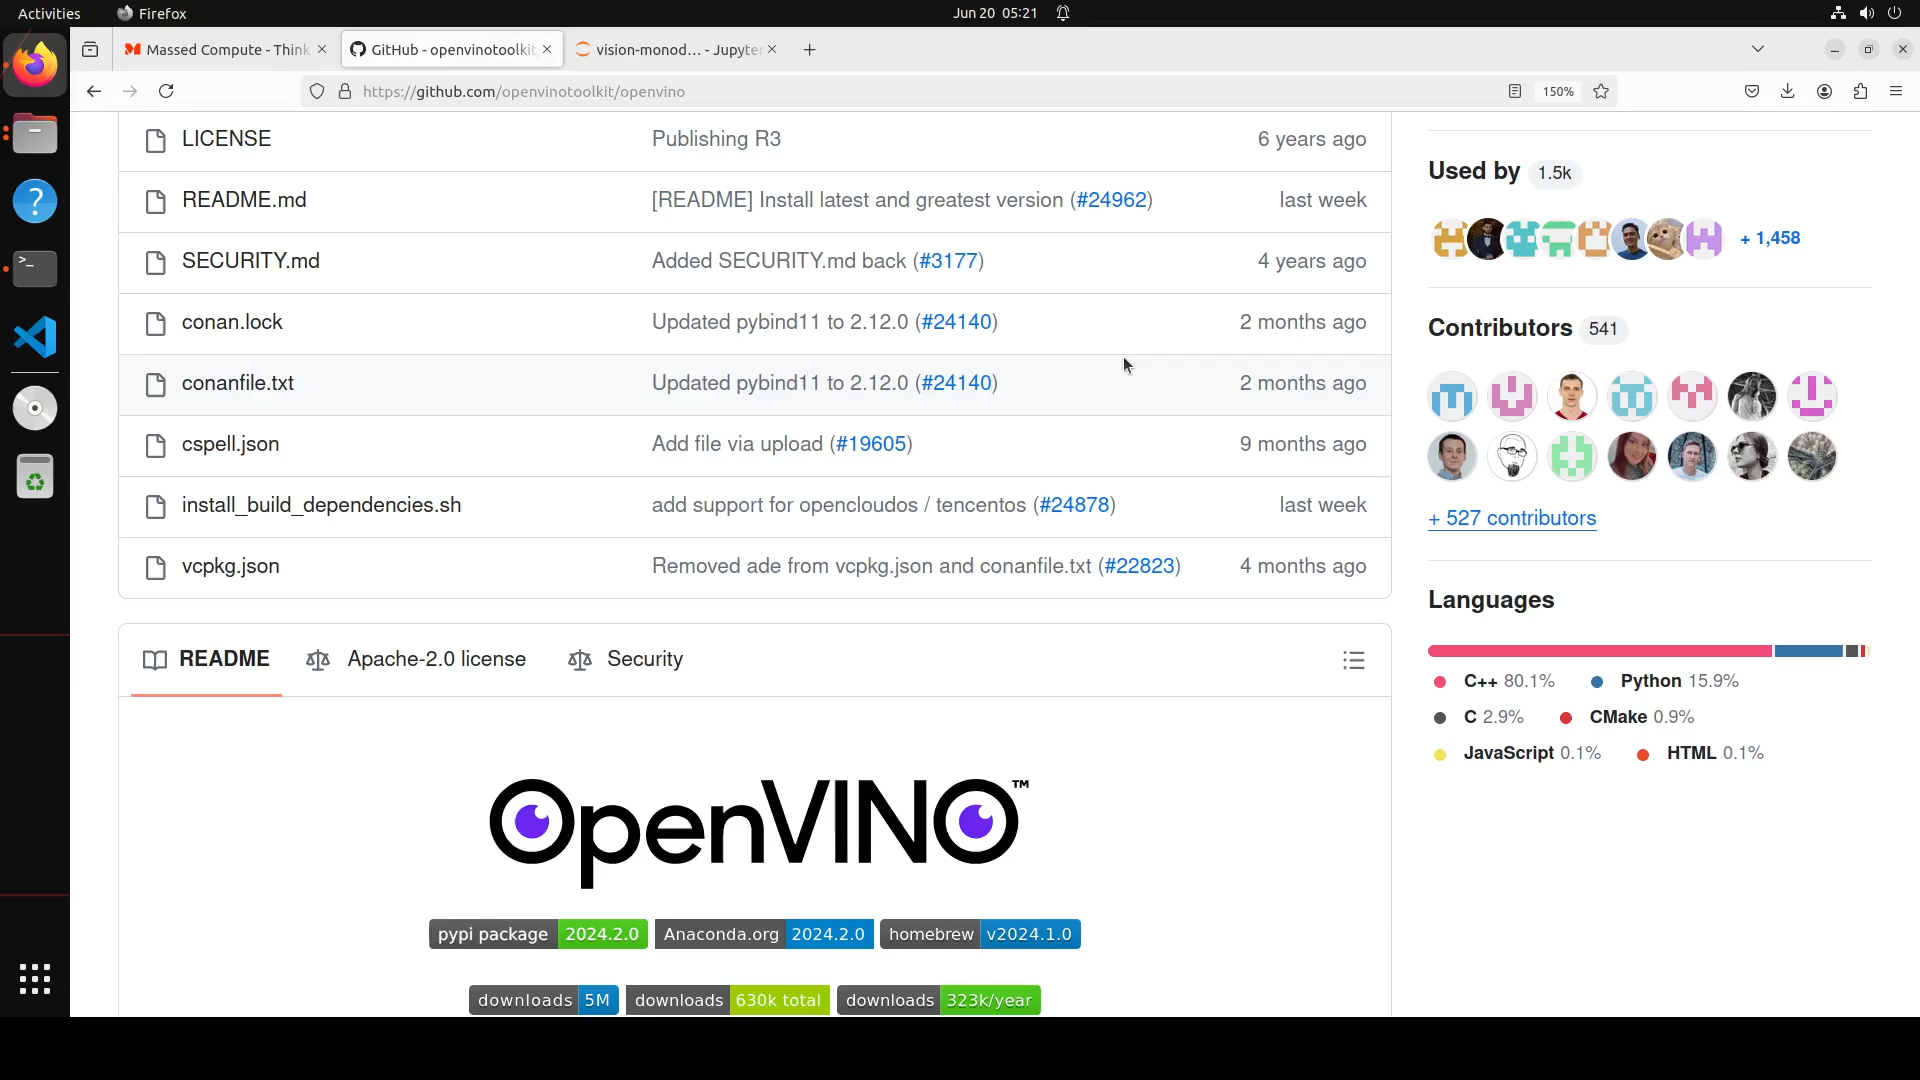 Activities Firefox Jun 20 05:21
Massed Compute - Think GitHub - openvinotoolkit vision-monod... - Jupyter
https://github.com/openvinotoolkit/openvino 150%
LICENSE Publishing R3 6 years ago
README.md [README] Install latest and greatest version (#24962) last week
SECURITY.md Added SECURITY.md back (#3177) 4 years ago
conan.lock Updated pybind11 to 2.12.0 (#24140) 2 months ago
conanfile.txt Updated pybind11 to 2.12.0 (#24140) 2 months ago
cspell.json Add file via upload (#19605) 9 months ago
install_build_dependencies.sh add support for opencloudos / tencentos (#24878) last week
vcpkg.json Removed ade from vcpkg.json and conanfile.txt (#22823) 4 months ago
README Apache-2.0 license Security
OpenVINO™
pypi package 2024.2.0 Anaconda.org 2024.2.0 homebrew v2024.1.0
downloads 5M downloads 630k total downloads 323k/year
Used by 1.5k
+ 1,458
Contributors 541
+ 527 contributors
Languages
C++ 80.1% Python 15.9%
C 2.9% CMake 0.9%
JavaScript 0.1% HTML 0.1%